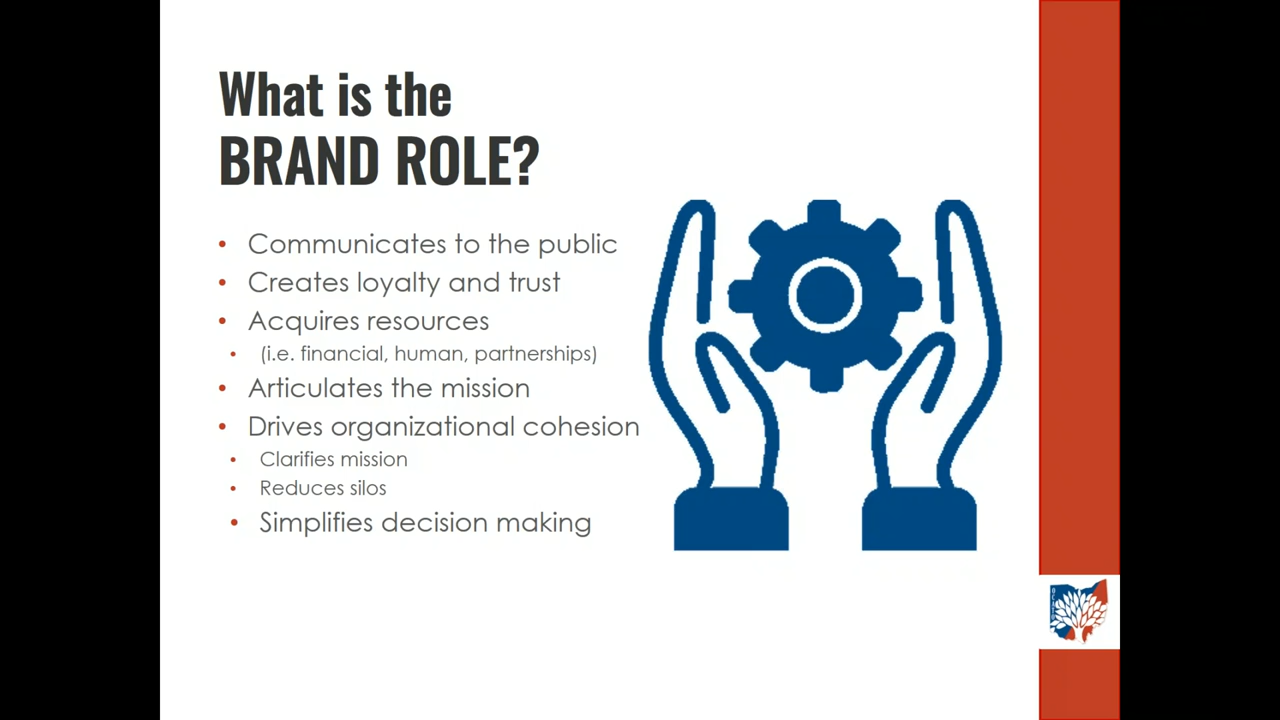 What is the
BRAND ROLE?
• Communicates to the public
• Creates loyalty and trust
• Acquires resources
• (i.e. financial, human, partnerships)
• Articulates the mission
• Drives organizational cohesion
• Clarifies mission
• Reduces silos
• Simplifies decision making